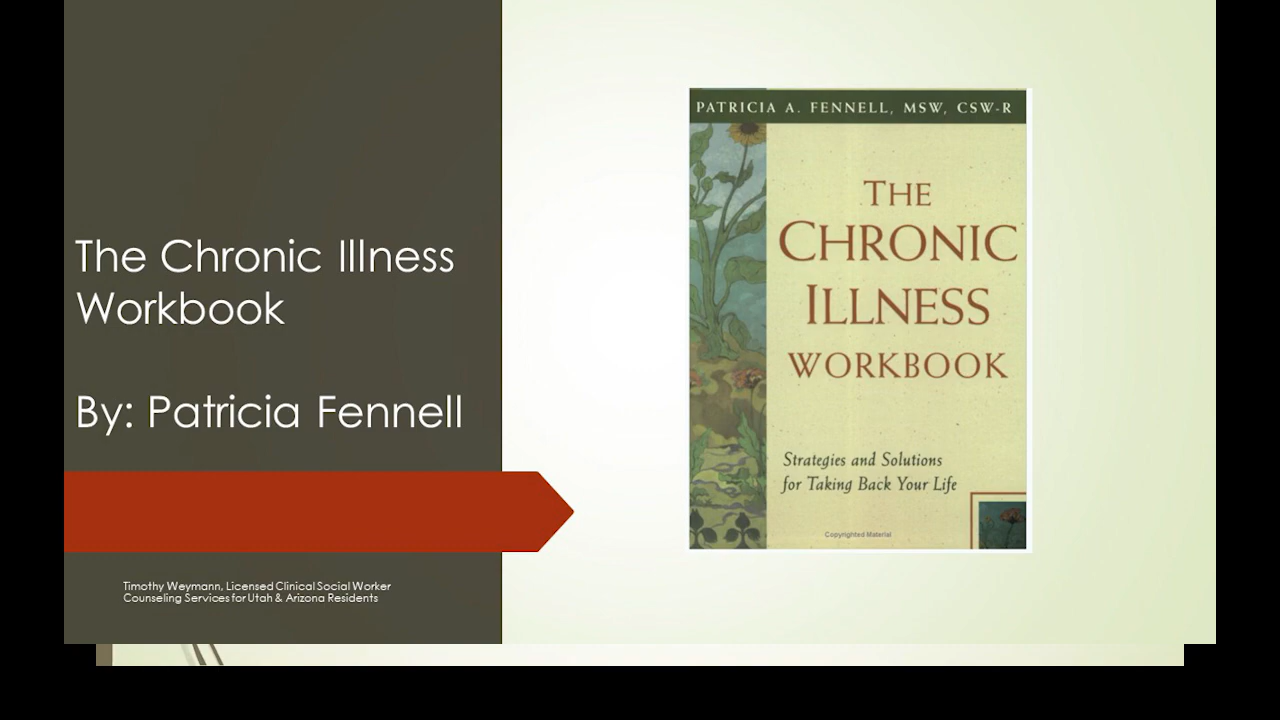 The Chronic Illness
Workbook
By: Patricia Fennell
Timothy Weymann, Licensed Clinical Social Worker
Counseling Services for Utah & Arizona Residents
PATRICIA A. FENNELL, MSW, CSW-R
THE
CHRONIC
ILLNESS
WORKBOOK
Strategies and Solutions
for Taking Back Your Life
Copyrighted Material